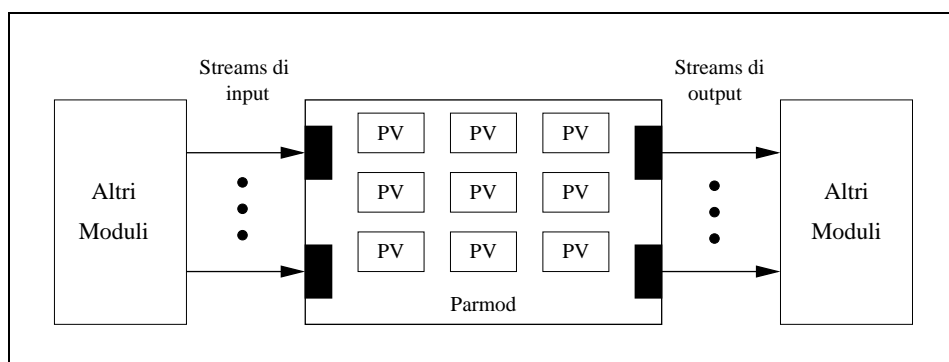 Streams di
input
Streams di
output
Altri
Moduli
PV PV PV
PV PV PV
PV PV PV
Parmod
Altri
Moduli